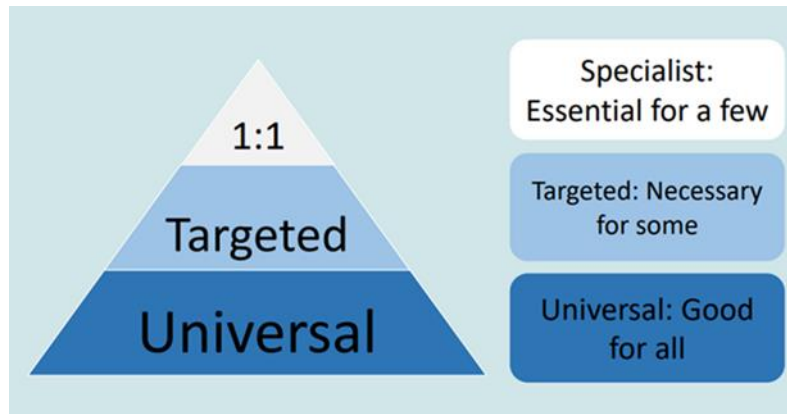 1:1
Targeted
Universal
Specialist:
Essential for a few
Targeted: Necessary
for some
Universal: Good
for all